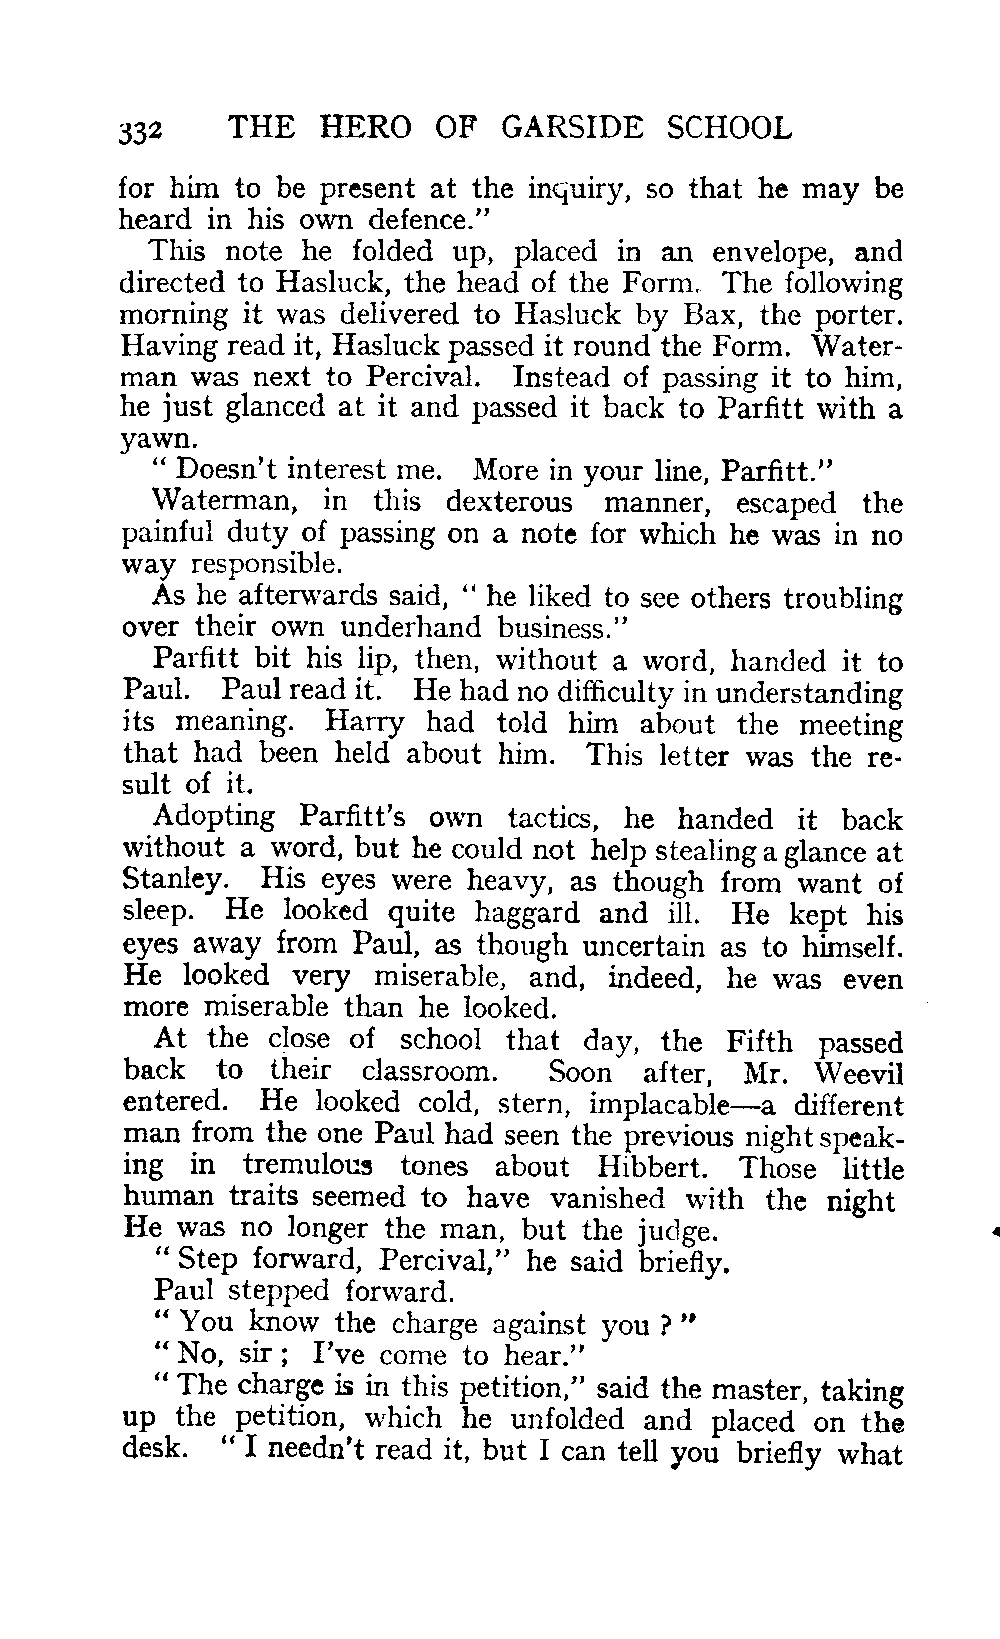 332 THE HERO OF GARSIDE SCHOOL
for him to be present at the inquiry, so that he may be
heard in his own defence."
This note he folded up, placed in an envelope, and
directed to Hasluck, the head of the Form. The following
morning it was delivered to Hasluck by Bax, the porter.
Having read it, Hasluck passed it round the Form. Water-
man was next to Percival. Instead of passing it to him,
he just glanced at it and passed it back to Parfitt with a
yawn.
" Doesn't interest me. More in your line, Parfitt."
Waterman, in this dexterous manner, escaped the
painful duty of passing on a note for which he was in no
way responsible.
As he afterwards said, " he liked to see others troubling
over their own underhand business."
Parfitt bit his lip, then, without a word, handed it to
Paul. Paul read it. He had no difficulty in understanding
its meaning. Harry had told him about the meeting
that had been held about him. This letter was the re-
sult of it.
Adopting Parfitt's own tactics, he handed it back
without a word, but he could not help stealing a glance at
Stanley. His eyes were heavy, as though from want of
sleep. He looked quite haggard and ill. He kept his
eyes away from Paul, as though uncertain as to himself.
He looked very miserable, and, indeed, he was even
more miserable than he looked.
At the close of school that day, the Fifth passed
back to their classroom. Soon after, Mr. Weevil
entered. He looked cold, stern, implacable—a different
man from the one Paul had seen the previous night speak-
ing in tremulous tones about Hibbert. Those little
human traits seemed to have vanished with the night
He was no longer the man, but the judge.
" Step forward, Percival," he said briefly.
Paul stepped forward.
" You know the charge against you ? "
" No, sir ; I've come to hear."
" The charge is in this petition," said the master, taking
up the petition, which he unfolded and placed on the
desk. " I needn't read it, but I can tell you briefly what